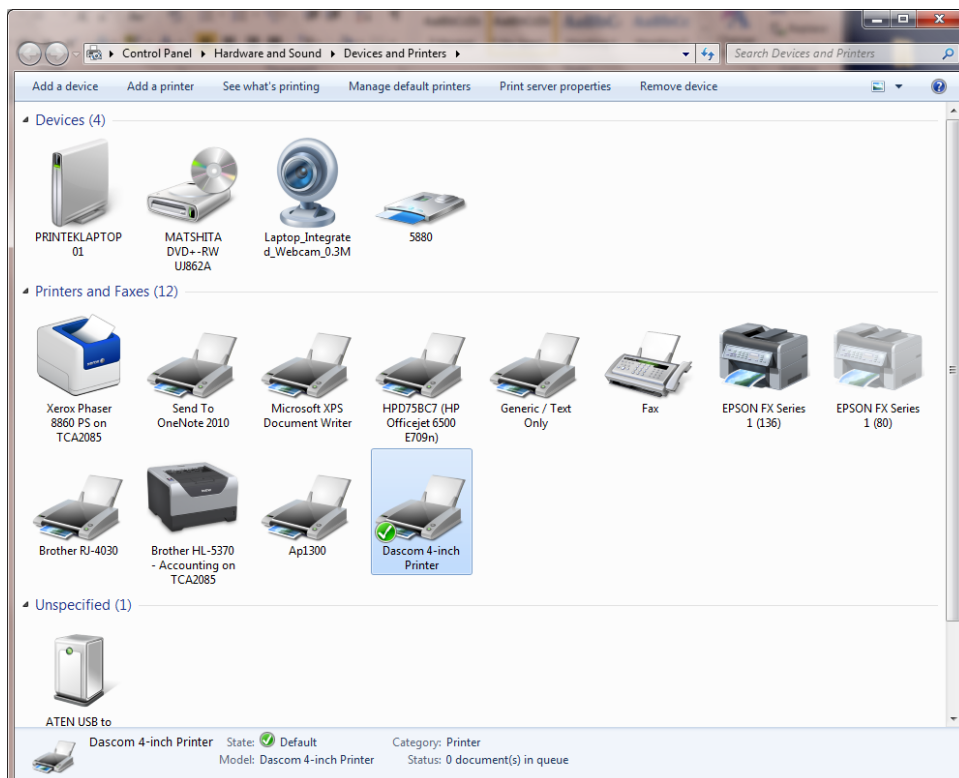 Control Panel ▸ Hardware and Sound ▸ Devices and Printers ▸
Search Devices and Printers
Add a device Add a printer See what's printing Manage default printers Print server properties Remove device
Devices (4)
PRINTEKLAPTOP
01
MATSHITA
DVD+-RW
UJ862A
Laptop_Integrate
d_Webcam_0.3M
5880
Printers and Faxes (12)
Xerox Phaser
8860 PS on
TCA2085
Send To
OneNote 2010
Microsoft XPS
Document Writer
HPD75BC7 (HP
Officejet 6500
E709n)
Generic / Text
Only
Fax
EPSON FX Series
1 (136)
EPSON FX Series
1 (80)
Brother RJ-4030
Brother HL-5370
- Accounting on
TCA2085
Ap1300
Dascom 4-inch
Printer
Unspecified (1)
ATEN USB to
Dascom 4-inch Printer State: Default Category: Printer
Model: Dascom 4-inch Printer Status: 0 document(s) in queue